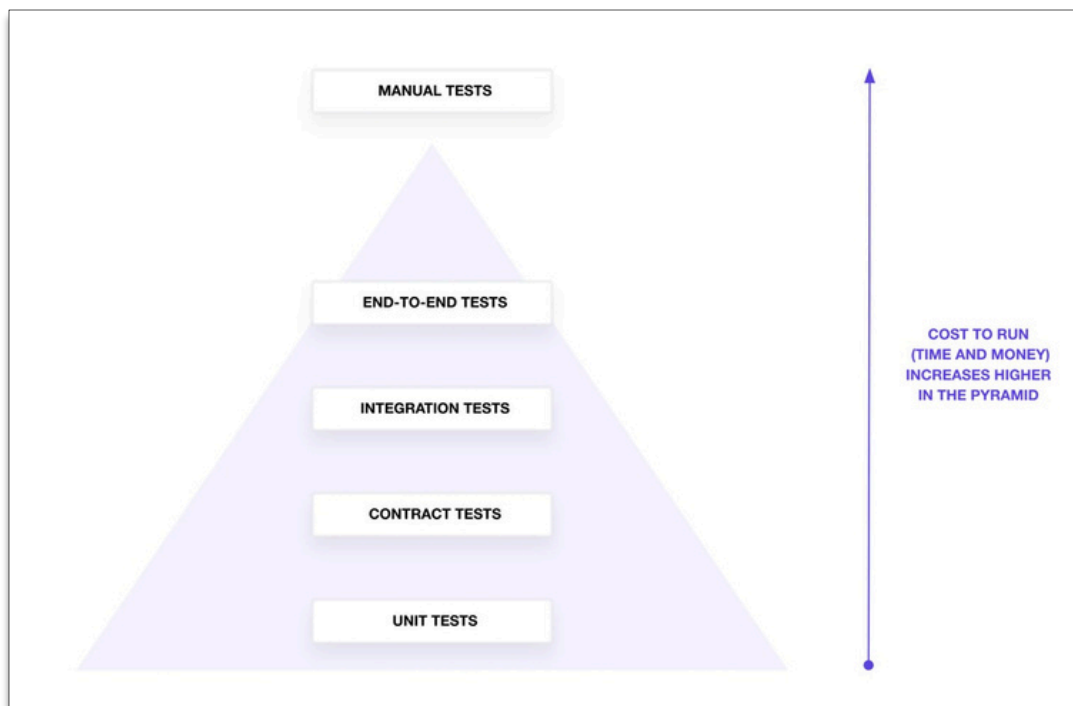 MANUAL TESTS
END-TO-END TESTS
INTEGRATION TESTS
CONTRACT TESTS
UNIT TESTS
COST TO RUN
(TIME AND MONEY)
INCREASES HIGHER
IN THE PYRAMID